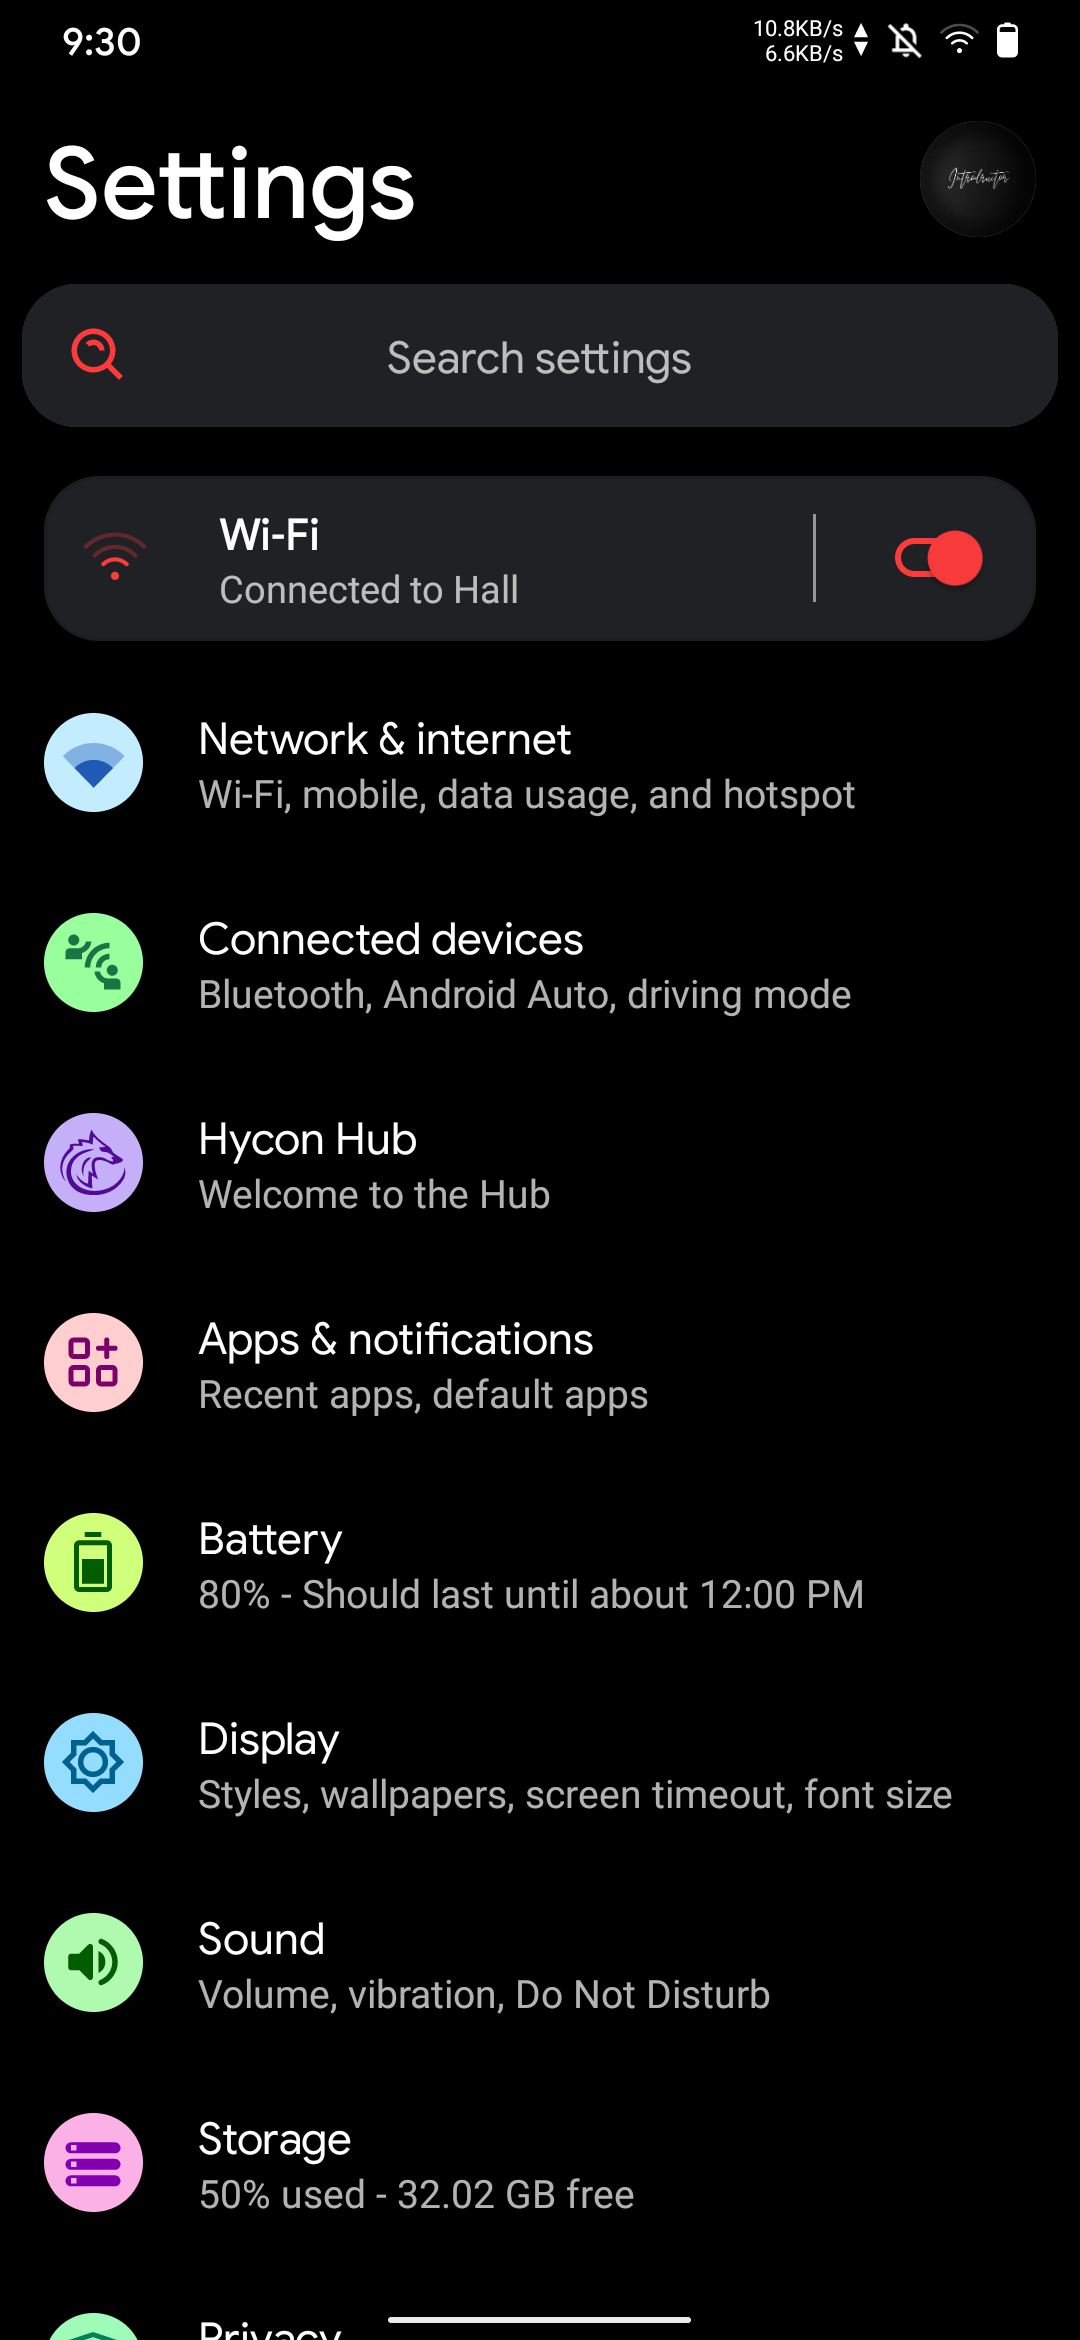 9:30
10.8KB/s
6.6KB/s
Settings
Introdructor
Search settings
Wi-Fi
Connected to Hall
Network & internet
Wi-Fi, mobile, data usage, and hotspot
Connected devices
Bluetooth, Android Auto, driving mode
Hycon Hub
Welcome to the Hub
Apps & notifications
Recent apps, default apps
Battery
80% - Should last until about 12:00 PM
Display
Styles, wallpapers, screen timeout, font size
Sound
Volume, vibration, Do Not Disturb
Storage
50% used - 32.02 GB free
Privacy